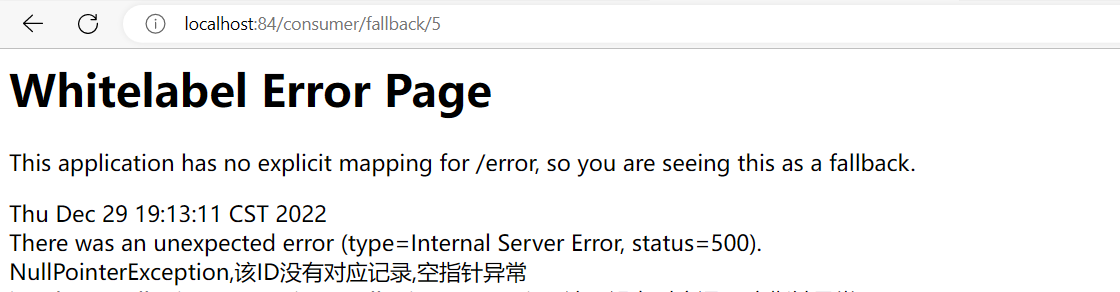 localhost:84/consumer/fallback/5
Whitelabel Error Page
This application has no explicit mapping for /error, so you are seeing this as a fallback.
Thu Dec 29 19:13:11 CST 2022
There was an unexpected error (type=Internal Server Error, status=500).
NullPointerException,该ID没有对应记录,空指针异常